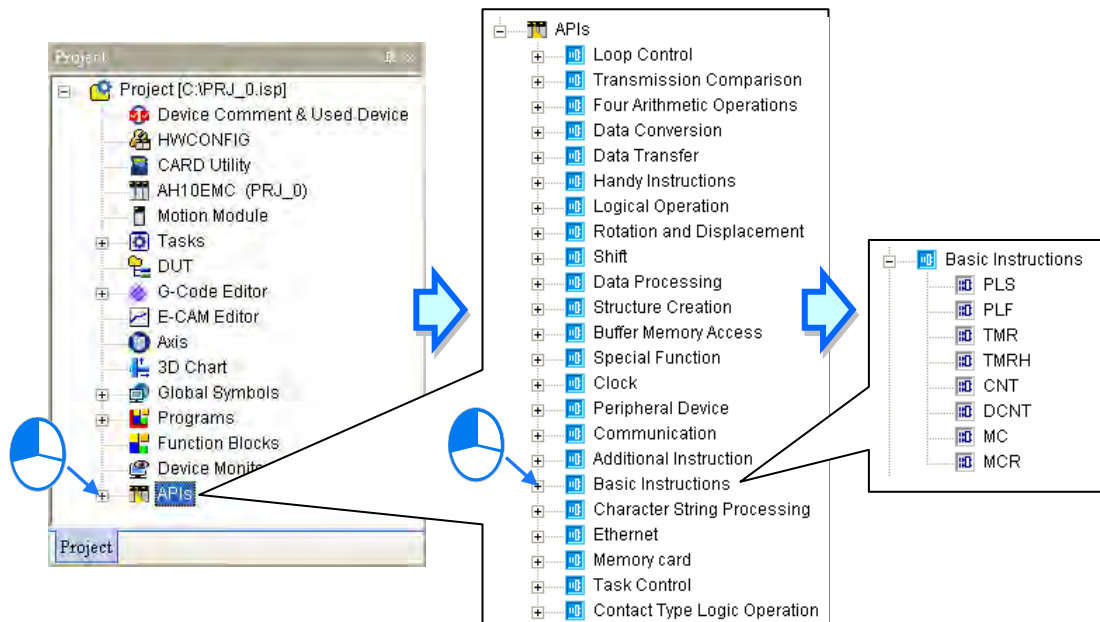 Project
Project [C:\PRJ_0.isp]
Device Comment & Used Device
HWCONFIG
CARD Utility
AH10EMC (PRJ_0)
Motion Module
Tasks
DUT
G-Code Editor
E-CAM Editor
Axis
3D Chart
Global Symbols
Programs
Function Blocks
Device Monito
APIs
Project
APIs
Loop Control
Transmission Comparison
Four Arithmetic Operations
Data Conversion
Data Transfer
Handy Instructions
Logical Operation
Rotation and Displacement
Shift
Data Processing
Structure Creation
Buffer Memory Access
Special Function
Clock
Peripheral Device
Communication
Additional Instruction
Basic Instructions
Character String Processing
Ethernet
Memory card
Task Control
Contact Type Logic Operation
Basic Instructions
PLS
PLF
TMR
TMRH
CNT
DCNT
MC
MCR